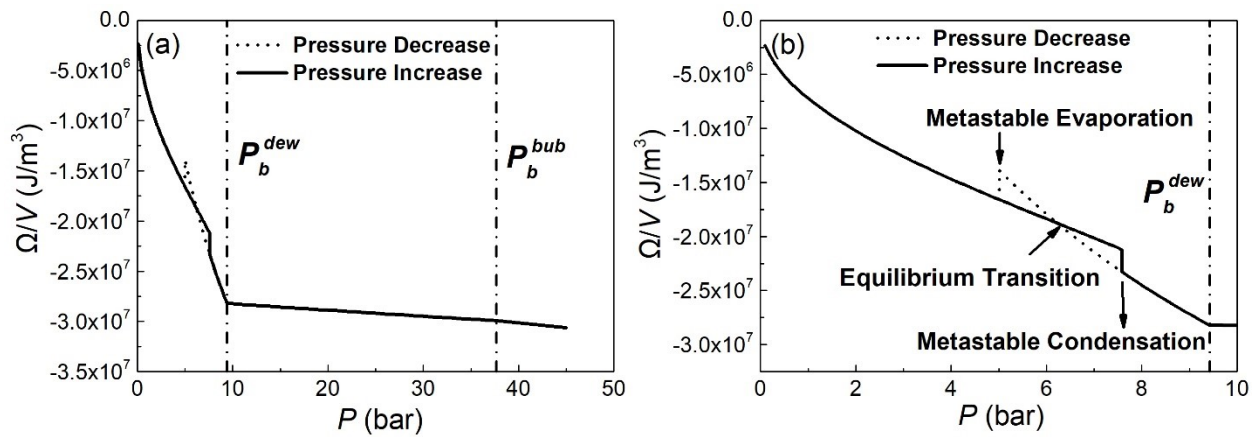 (a)
Pressure Decrease
Pressure Increase
P_b^dew
P_b^bub
0.0
-5.0x10^6
-1.0x10^7
-1.5x10^7
-2.0x10^7
-2.5x10^7
-3.0x10^7
-3.5x10^7
Ω/V (J/m^3)
0 10 20 30 40 50
P (bar)
(b)
Pressure Decrease
Pressure Increase
Metastable Evaporation
P_b^dew
Equilibrium Transition
Metastable Condensation
0.0
-5.0x10^6
-1.0x10^7
-1.5x10^7
-2.0x10^7
-2.5x10^7
-3.0x10^7
Ω/V (J/m^3)
0 2 4 6 8 10
P (bar)